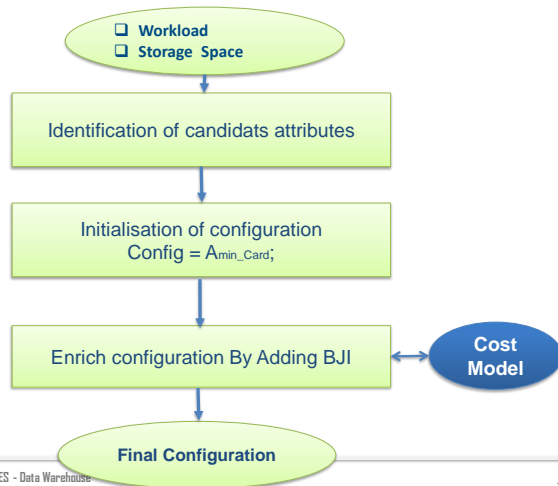 ❑ Workload
❑ Storage Space
Identification of candidats attributes
Initialisation of configuration
Config = Amin_Card;
Enrich configuration By Adding BJI
Cost
Model
Final Configuration
ES - Data Warehouse